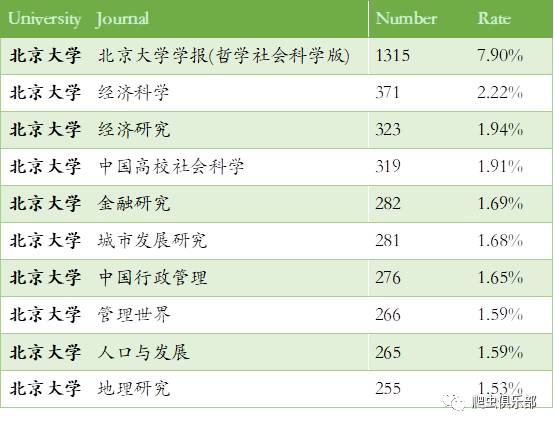 University Journal Number Rate
北京大学 北京大学学报(哲学社会科学版) 1315 7.90%
北京大学 经济科学 371 2.22%
北京大学 经济研究 323 1.94%
北京大学 中国高校社会科学 319 1.91%
北京大学 金融研究 282 1.69%
北京大学 城市发展研究 281 1.68%
北京大学 中国行政管理 276 1.65%
北京大学 管理世界 266 1.59%
北京大学 人口与发展 265 1.59%
北京大学 地理研究 255 1.53%
爬虫俱乐部